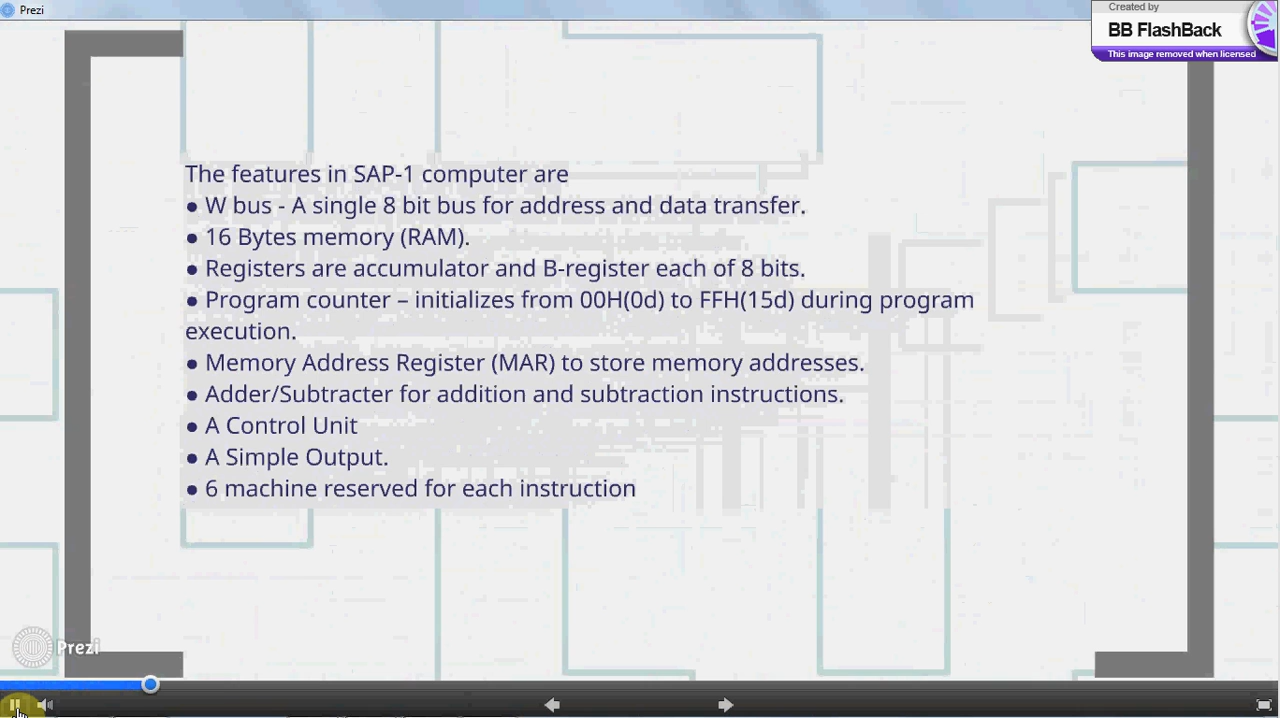 Prezi
Created by
BB FlashBack
This image removed when licensed
The features in SAP-1 computer are
● W bus - A single 8 bit bus for address and data transfer.
● 16 Bytes memory (RAM).
● Registers are accumulator and B-register each of 8 bits.
● Program counter – initializes from 00H(0d) to FFH(15d) during program
execution.
● Memory Address Register (MAR) to store memory addresses.
● Adder/Subtracter for addition and subtraction instructions.
● A Control Unit
● A Simple Output.
● 6 machine reserved for each instruction
Prezi